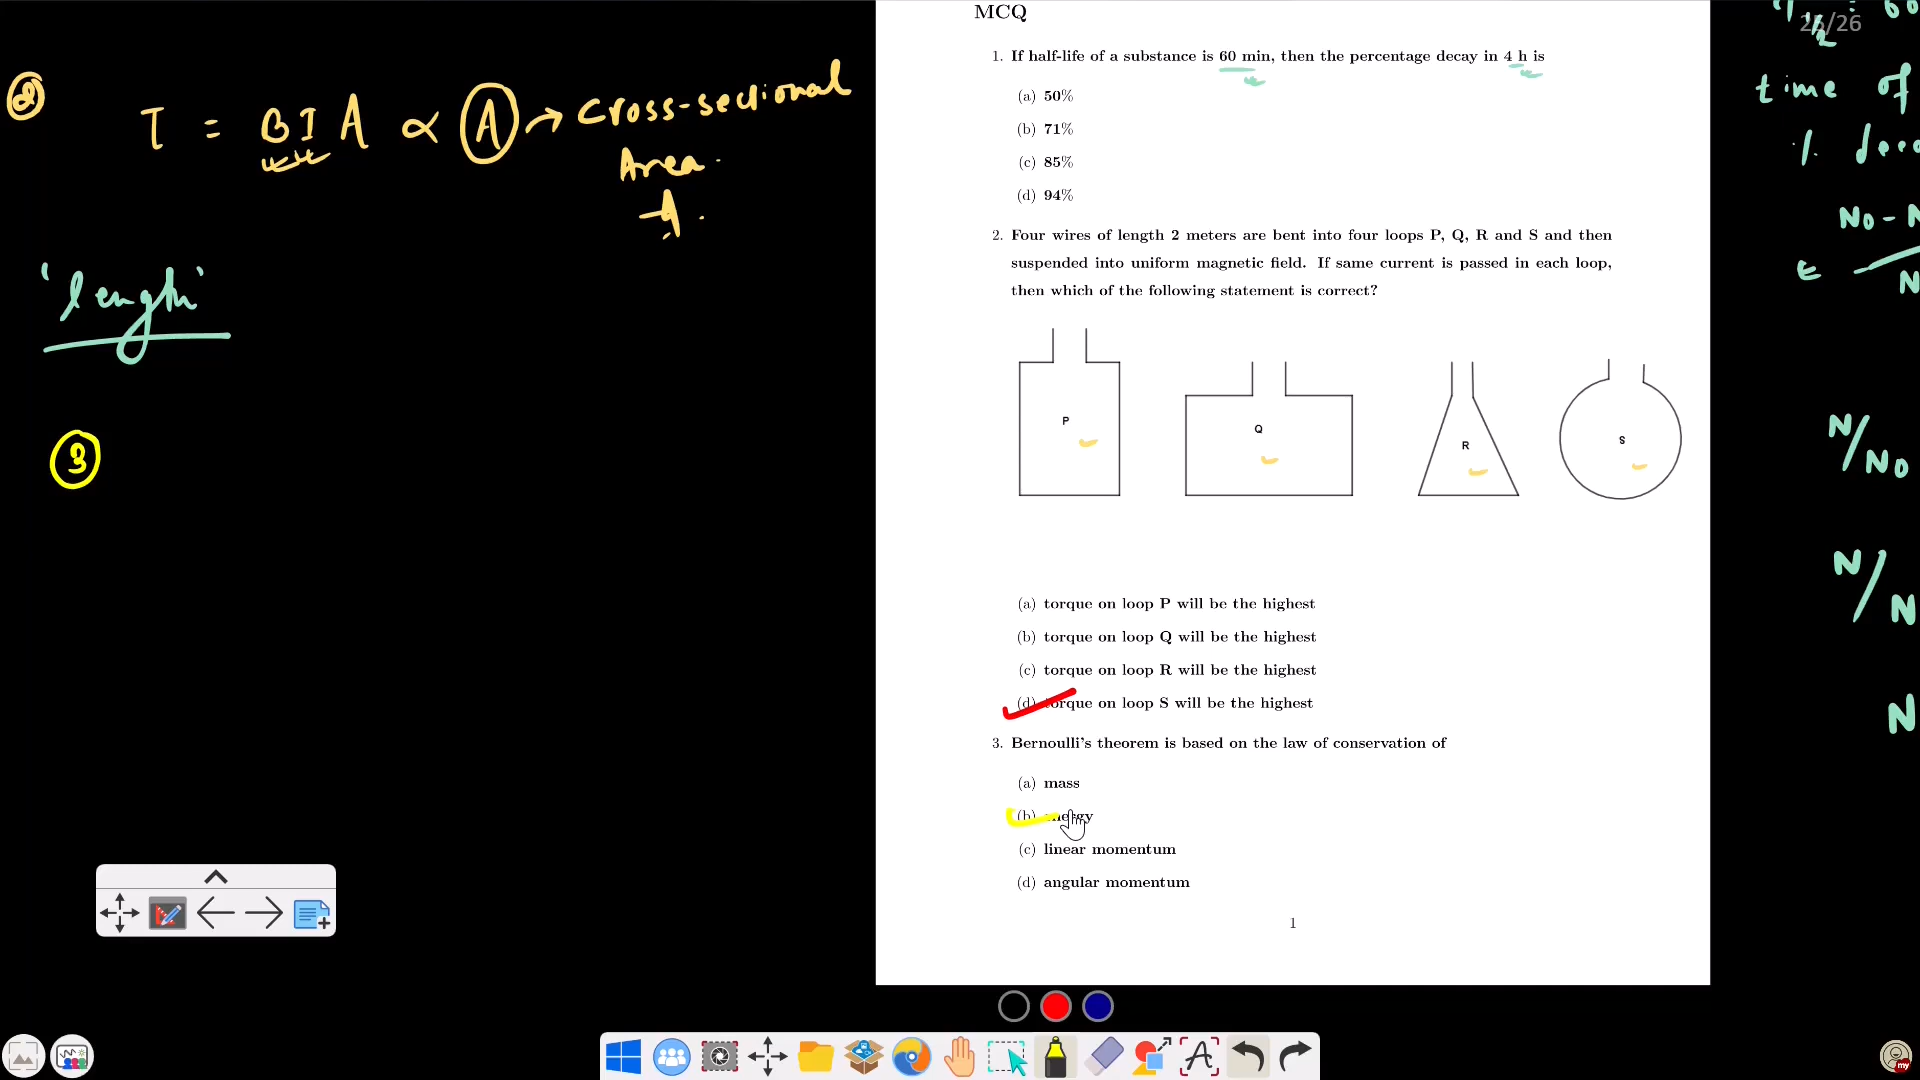 2
τ = BIA ∝ A → Cross-sectional
Area.
'length'
3
MCQ
1. If half-life of a substance is 60 min, then the percentage decay in 4 h is
(a) 50%
(b) 71%
(c) 85%
(d) 94%
2. Four wires of length 2 meters are bent into four loops P, Q, R and S and then
suspended into uniform magnetic field. If same current is passed in each loop,
then which of the following statement is correct?
P
Q
R
S
(a) torque on loop P will be the highest
(b) torque on loop Q will be the highest
(c) torque on loop R will be the highest
(d) torque on loop S will be the highest
3. Bernoulli's theorem is based on the law of conservation of
(a) mass
(b) energy
(c) linear momentum
(d) angular momentum
1
/26
time of
%
N0 - N
N
N/N0
N/N
N